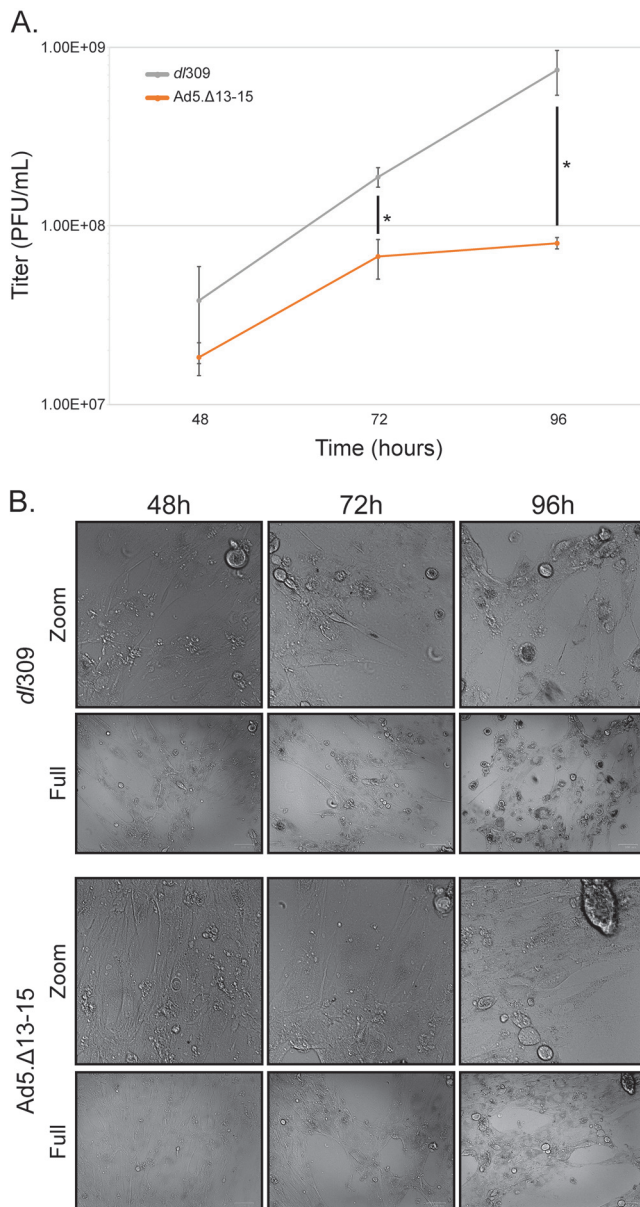 A.
1.00E+09
dl309
Ad5.Δ13-15
*
1.00E+08
*
Titer (PFU/mL)
1.00E+07
48
72
96
Time (hours)
B.
48h
72h
96h
Zoom
dl309
Full
Zoom
Ad5.Δ13-15
Full